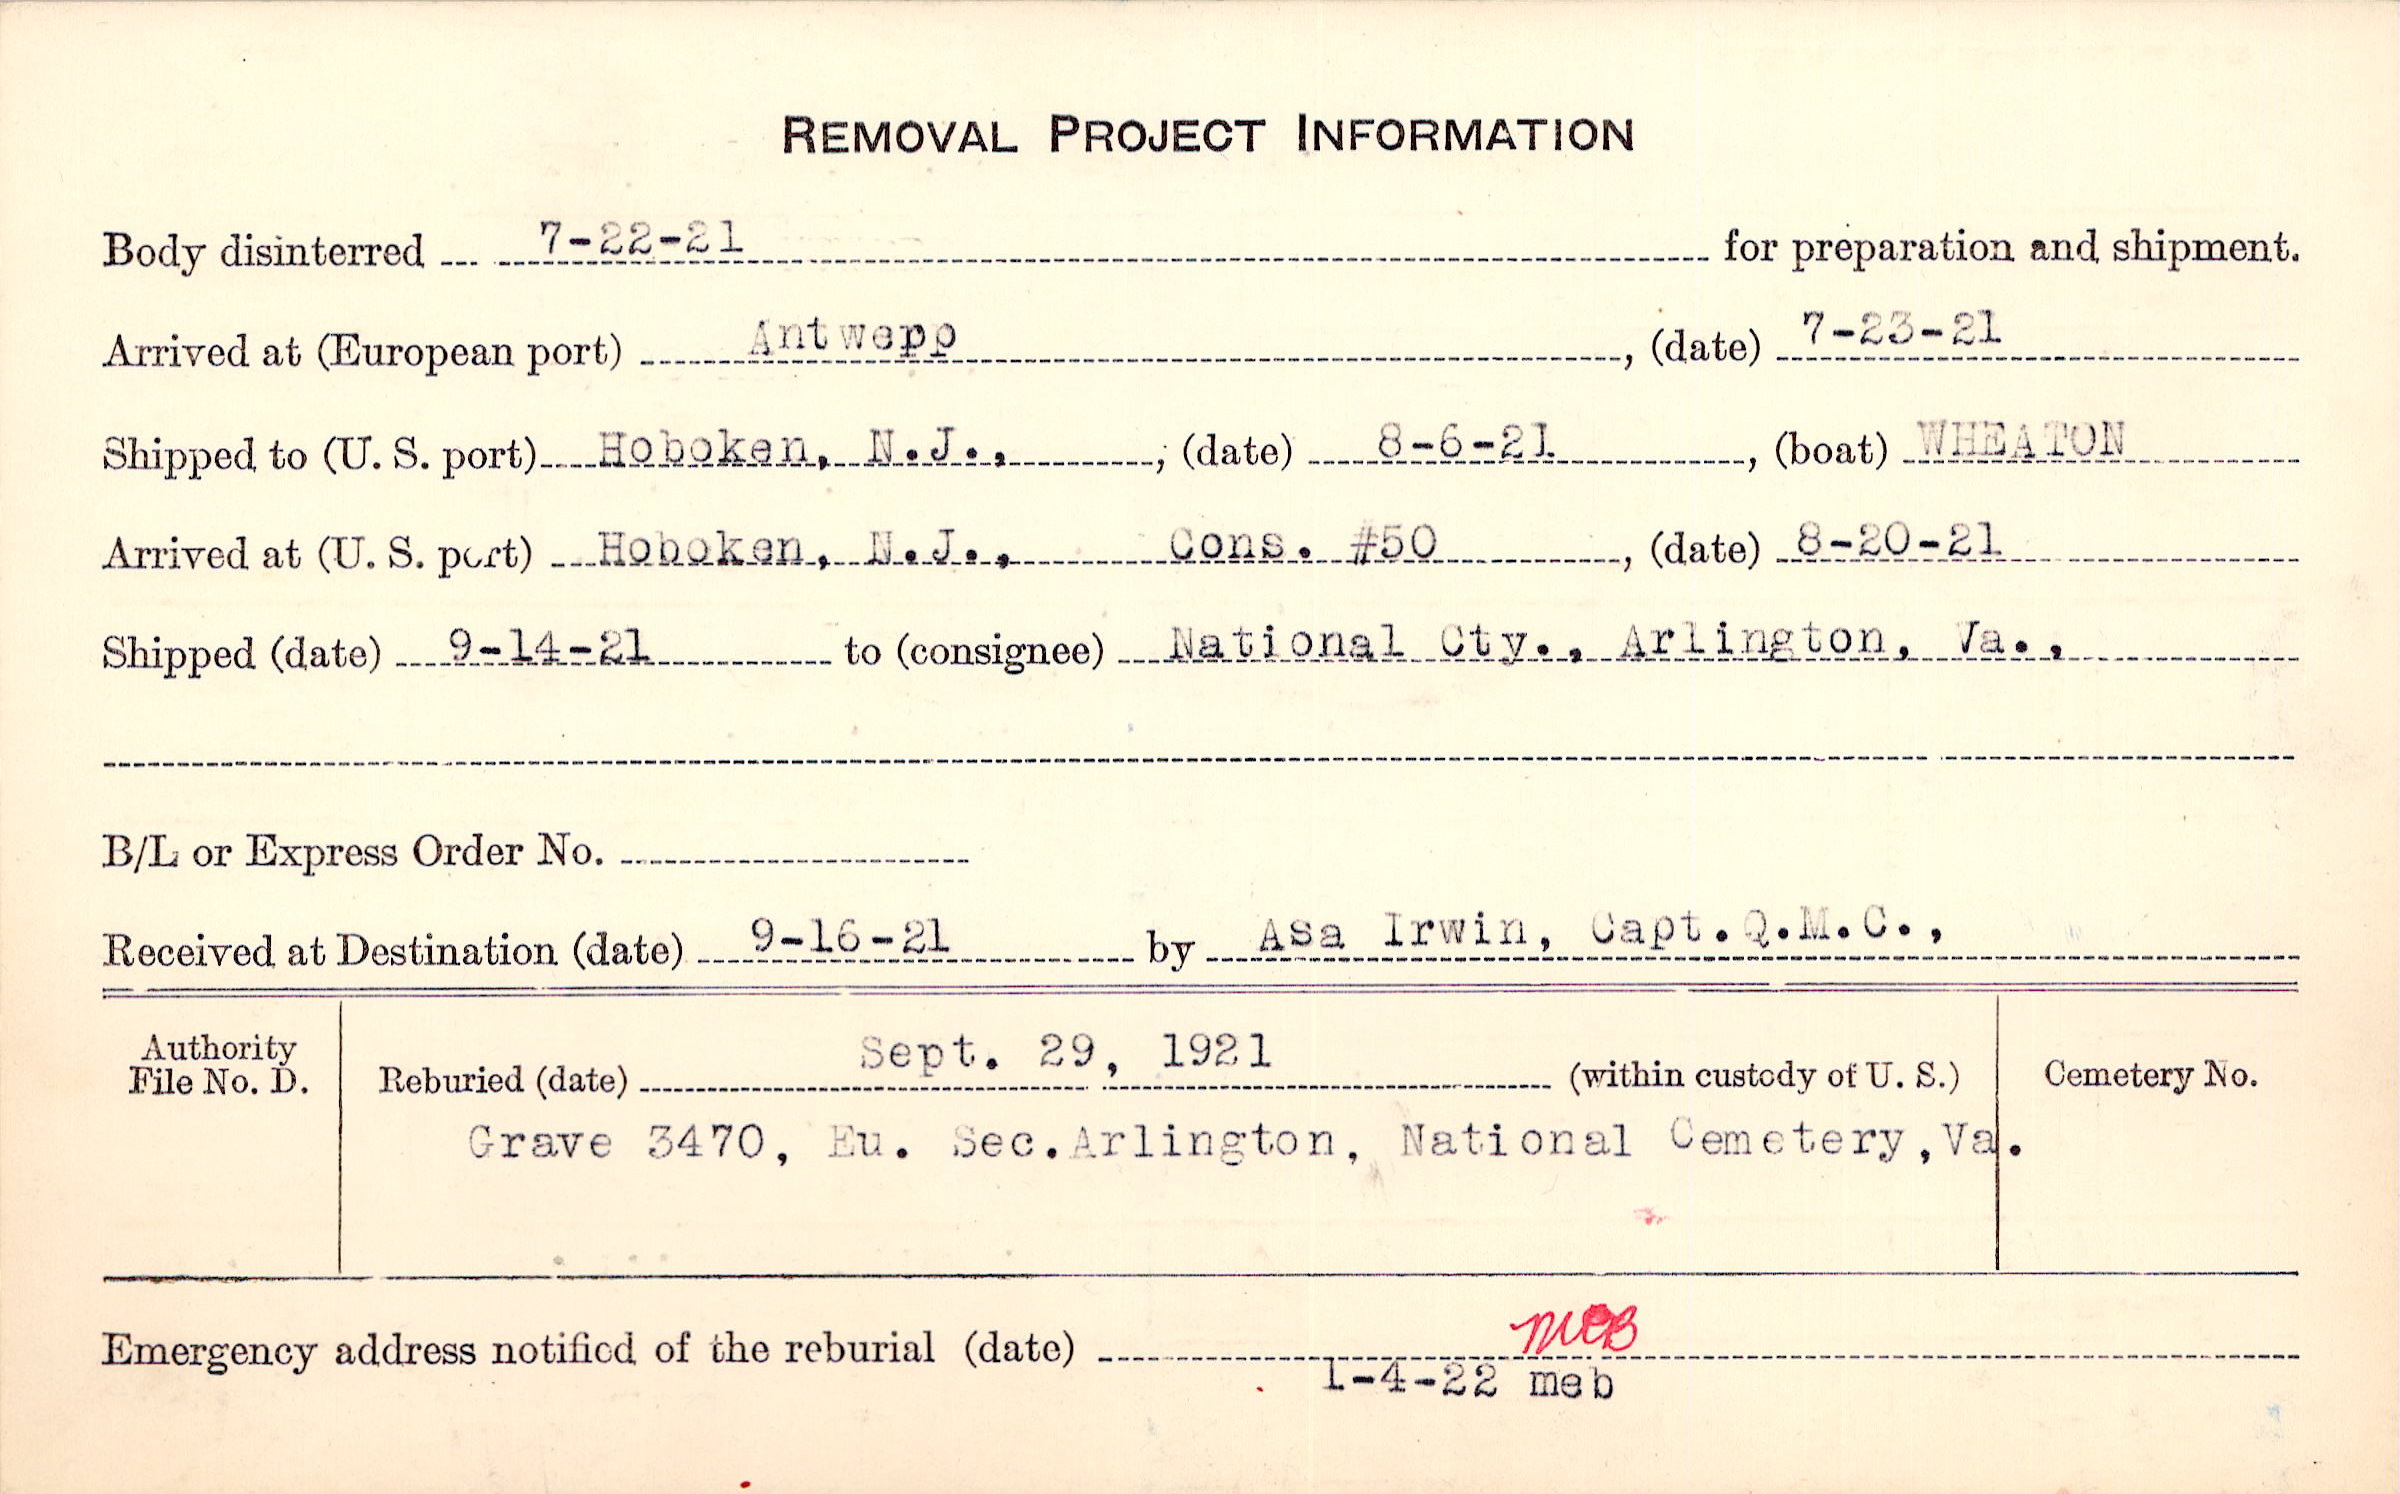 REMOVAL PROJECT INFORMATION
Body disinterred 7-22-21 for preparation and shipment.
Arrived at (European port) Antwepp, (date) 7-23-21
Shipped to (U. S. port) Hoboken, N.J., ; (date) 8-6-21, (boat) WHEATON
Arrived at (U. S. port) Hoboken, N.J., Cons. #50, (date) 8-20-21
Shipped (date) 9-14-21 to (consignee) National Cty., Arlington, Va.,
B/L or Express Order No.
Received at Destination (date) 9-16-21 by Asa Irwin, Capt.Q.M.C.,
Authority
File No. D.
Reburied (date) Sept. 29, 1921 (within custody of U. S.)
Cemetery No.
Grave 3470, Eu. Sec.Arlington, National Cemetery,Va.
MEB
Emergency address notified of the reburial (date)
1-4-22 meb